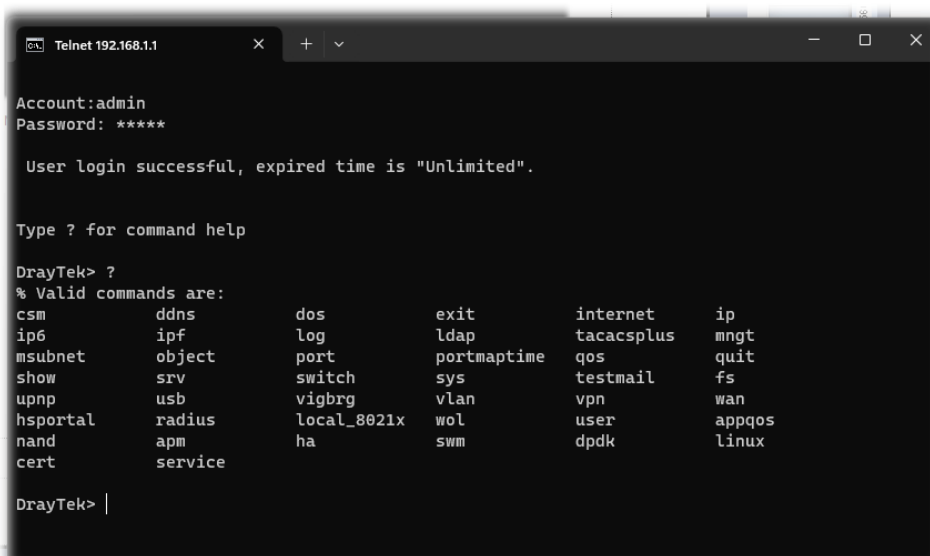 Telnet 192.168.1.1
Account:admin
Password: *****
User login successful, expired time is "Unlimited".
Type ? for command help
DrayTek> ?
% Valid commands are:
csm ddns dos exit internet ip
ip6 ipf log ldap tacacsplus mngt
msubnet object port portmaptime qos quit
show srv switch sys testmail fs
upnp usb vigbrg vlan vpn wan
hsportal radius local_8021x wol user appqos
nand apm ha swm dpdk linux
cert service
DrayTek>